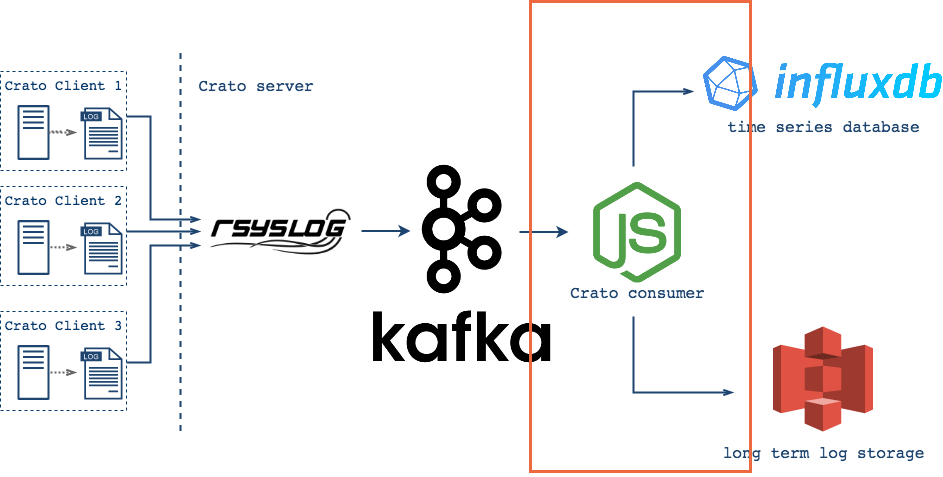 Crato Client 1
LOG
Crato Client 2
LOG
Crato Client 3
LOG
Crato server
rsyslog
kafka
JS
Crato consumer
influxdb
time series database
long term log storage